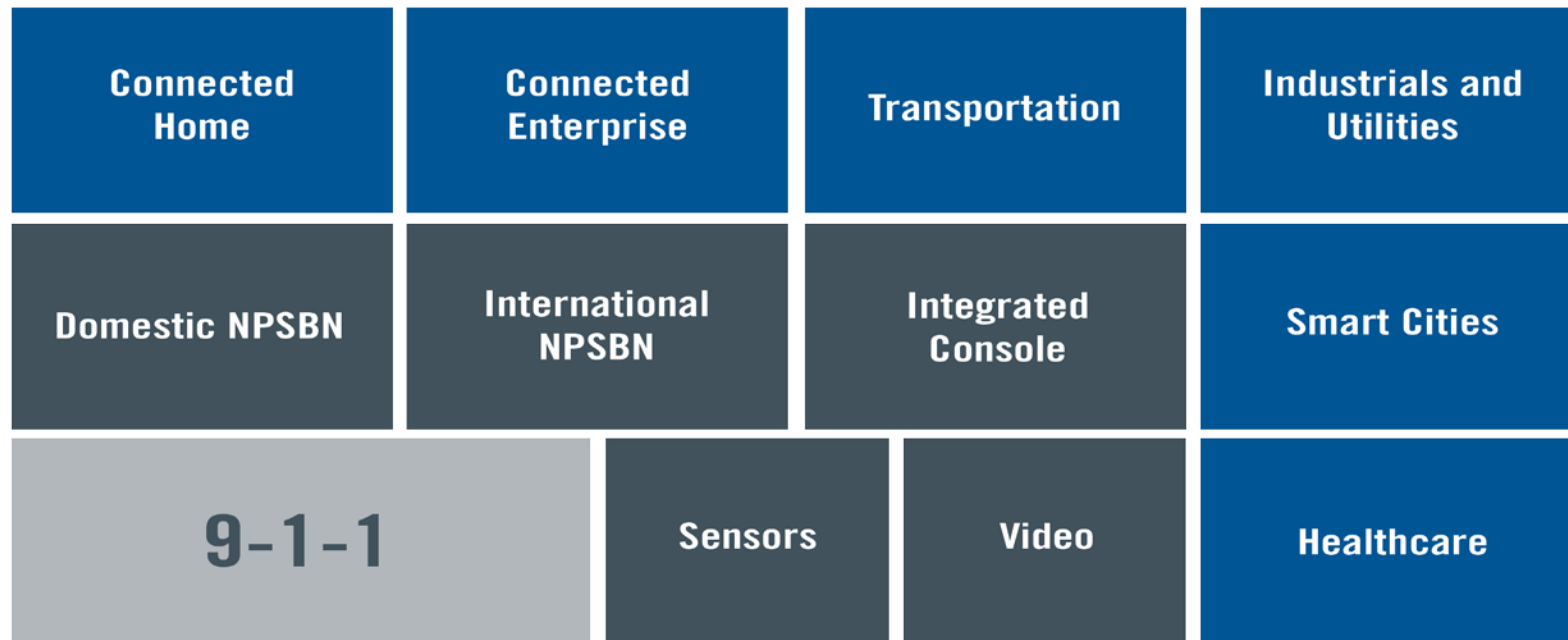 Connected
Home
Connected
Enterprise
Transportation
Industrials and
Utilities
Domestic NPSBN
International
NPSBN
Integrated
Console
Smart Cities
9-1-1
Sensors
Video
Healthcare